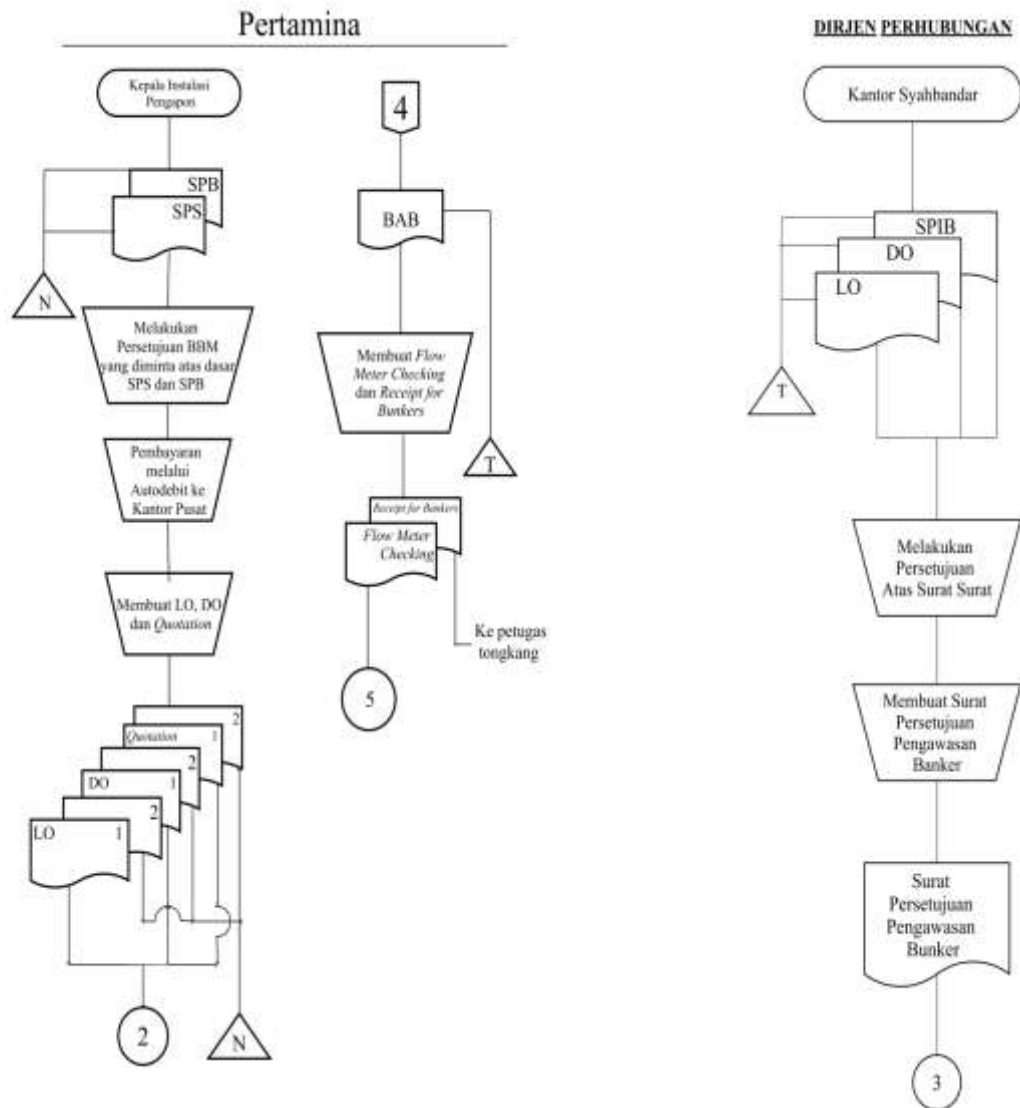 Pertamina
Kepala Instalasi
Pengapon
SPB
SPS
N
Melakukan
Persetujuan BBM
yang diminta atas dasar
SPS dan SPB
Pembayaran
melalui
Autodebit ke
Kantor Pusat
Membuat LO, DO
dan Quotation
2
Quotation 1
2
DO 1
2
LO 1
2
N
4
BAB
Membuat Flow
Meter Checking
dan Receipt for
Bunkers
T
Receipt for Bunkers
Flow Meter
Checking
Ke petugas
tongkang
5
DIRJEN PERHUBUNGAN
Kantor Syahbandar
SPIB
DO
LO
T
Melakukan
Persetujuan
Atas Surat Surat
Membuat Surat
Persetujuan
Pengawasan
Banker
Surat
Persetujuan
Pengawasan
Bunker
3